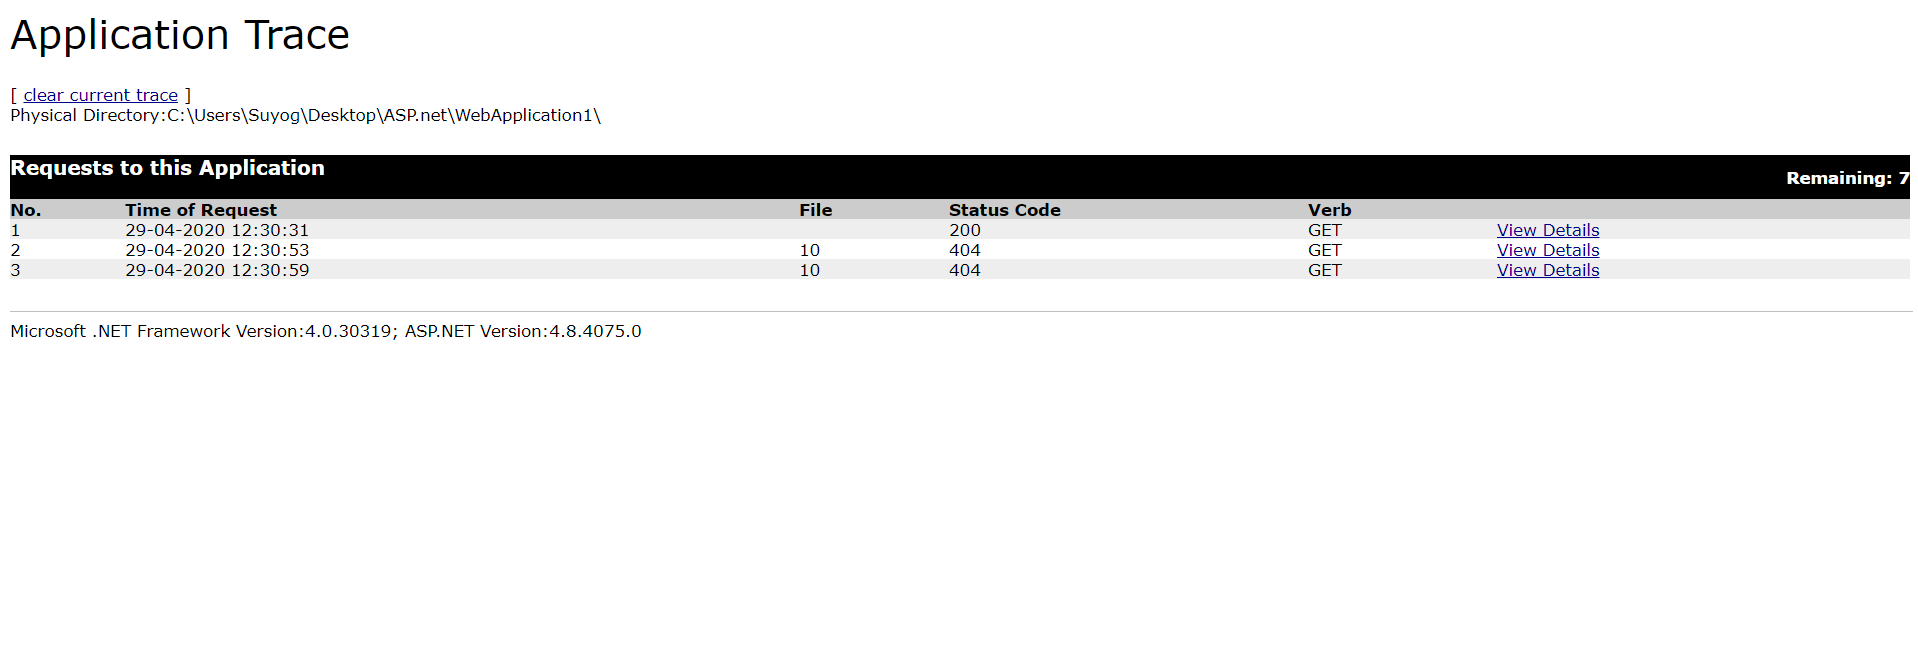 Application Trace
[ clear current trace ]
Physical Directory:C:\Users\Suyog\Desktop\ASP.net\WebApplication1\
Requests to this Application Remaining: 7
No. Time of Request File Status Code Verb
1 29-04-2020 12:30:31 200 GET View Details
2 29-04-2020 12:30:53 10 404 GET View Details
3 29-04-2020 12:30:59 10 404 GET View Details
Microsoft .NET Framework Version:4.0.30319; ASP.NET Version:4.8.4075.0